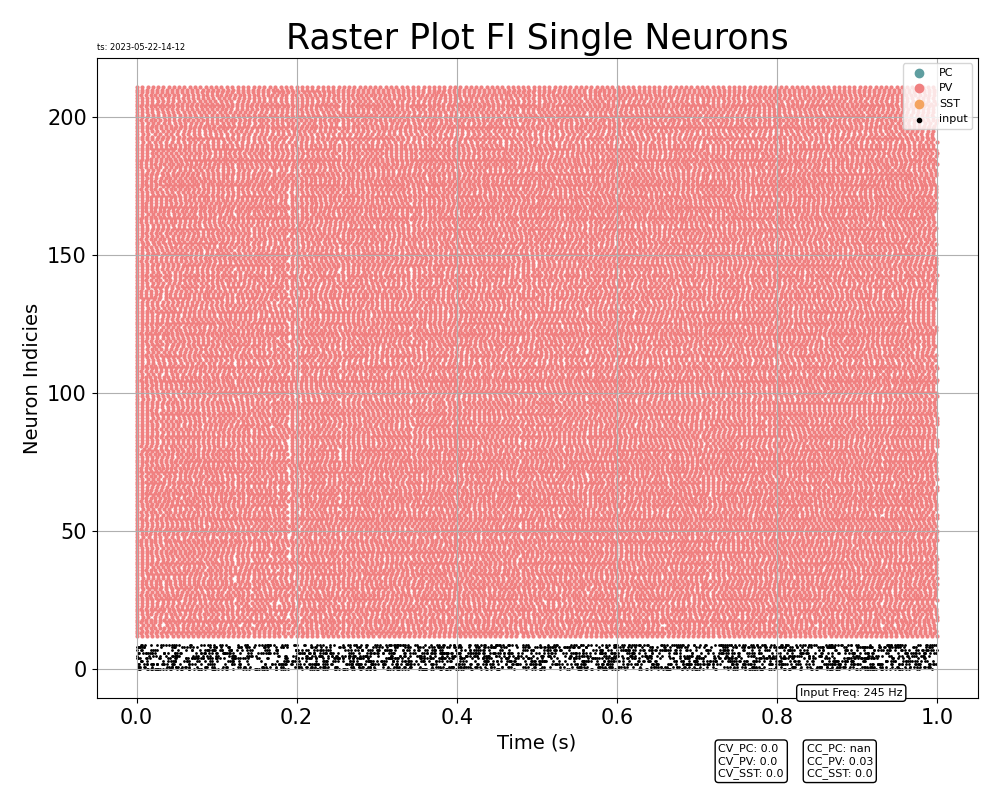 Raster Plot FI Single Neurons
ts: 2023-05-22-14-12
PC
PV
SST
input
200
150
100
50
0
Neuron Indicies
Input Freq: 245 Hz
0.0 0.2 0.4 0.6 0.8 1.0
Time (s)
CV_PC: 0.0
CV_PV: 0.0
CV_SST: 0.0
CC_PC: nan
CC_PV: 0.03
CC_SST: 0.0